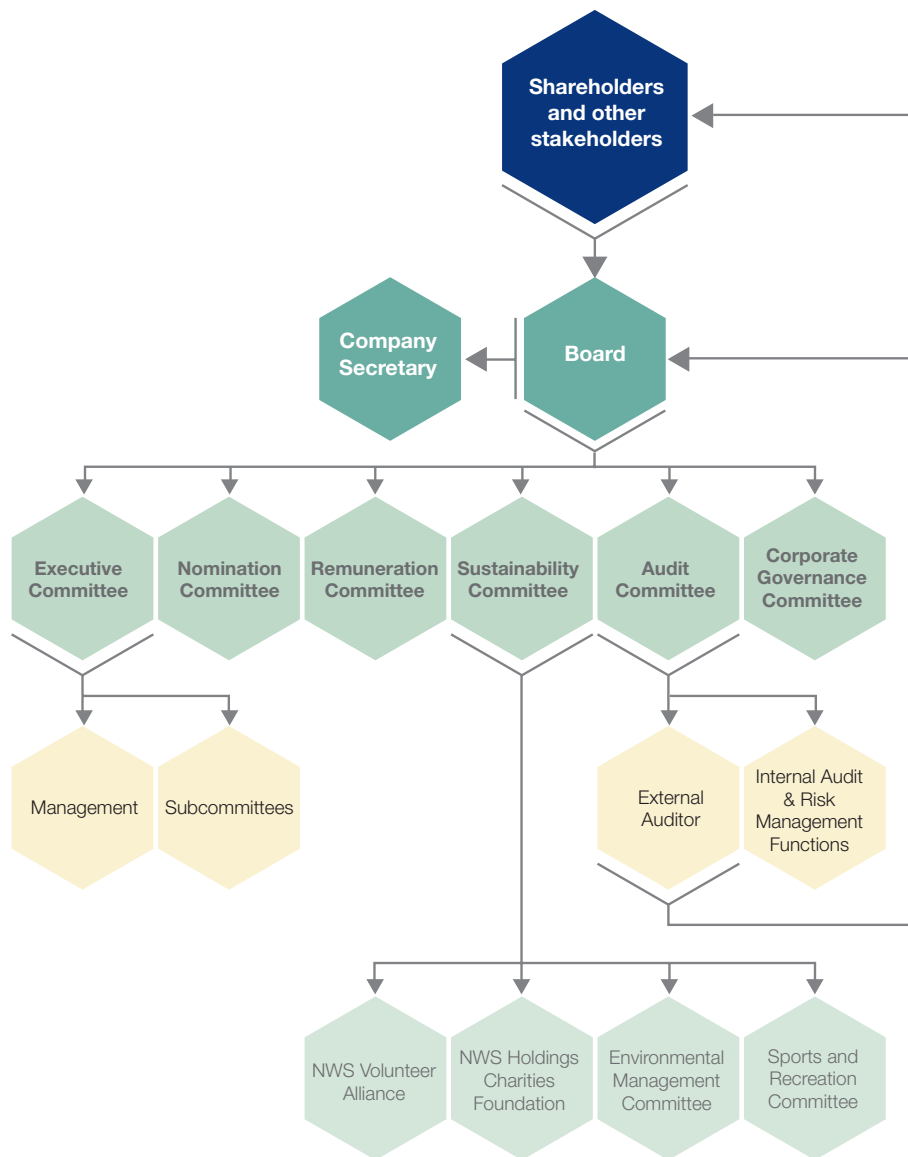 Shareholders
and other
stakeholders
Company
Secretary
Board
Executive
Committee
Nomination
Committee
Remuneration
Committee
Sustainability
Committee
Audit
Committee
Corporate
Governance
Committee
Management
Subcommittees
External
Auditor
Internal Audit
& Risk
Management
Functions
NWS Volunteer
Alliance
NWS Holdings
Charities
Foundation
Environmental
Management
Committee
Sports and
Recreation
Committee